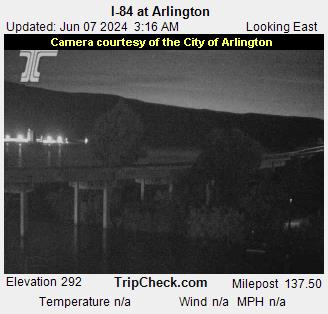 I-84 at Arlington
Updated: Jun 07 2024 3:16 AM Looking East
Camera courtesy of the City of Arlington
Elevation 292 TripCheck.com Milepost 137.50
Temperature n/a Wind n/a MPH n/a